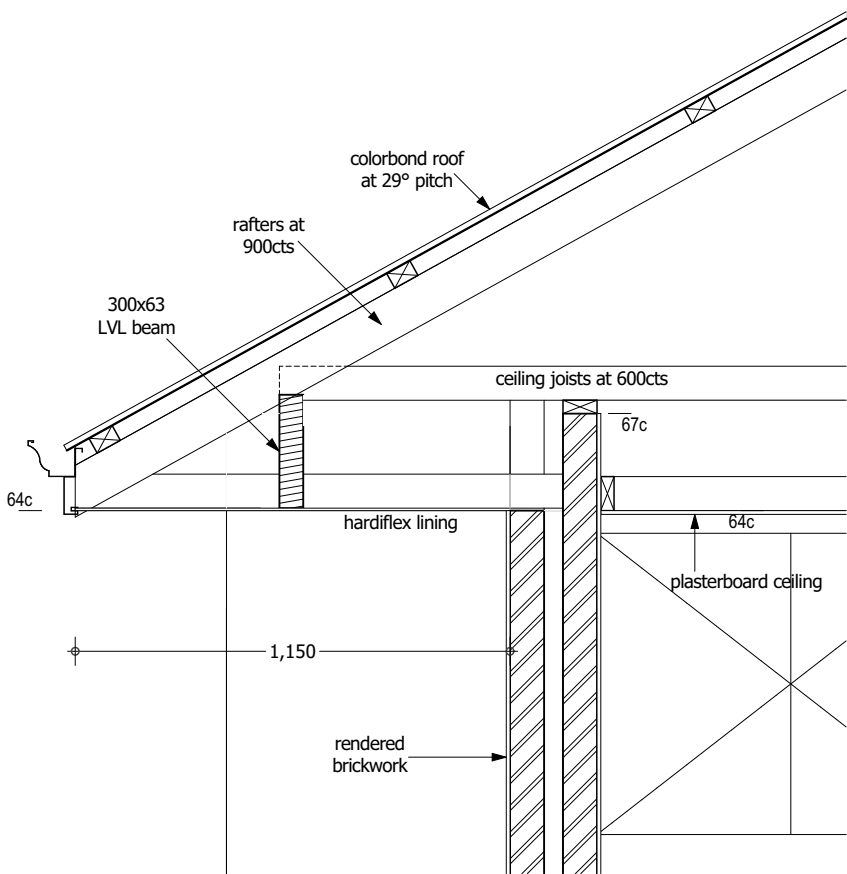 colorbond roof
at 29° pitch
rafters at
900cts
300x63
LVL beam
ceiling joists at 600cts
67c
64c
hardiflex lining
64c
plasterboard ceiling
1,150
rendered
brickwork